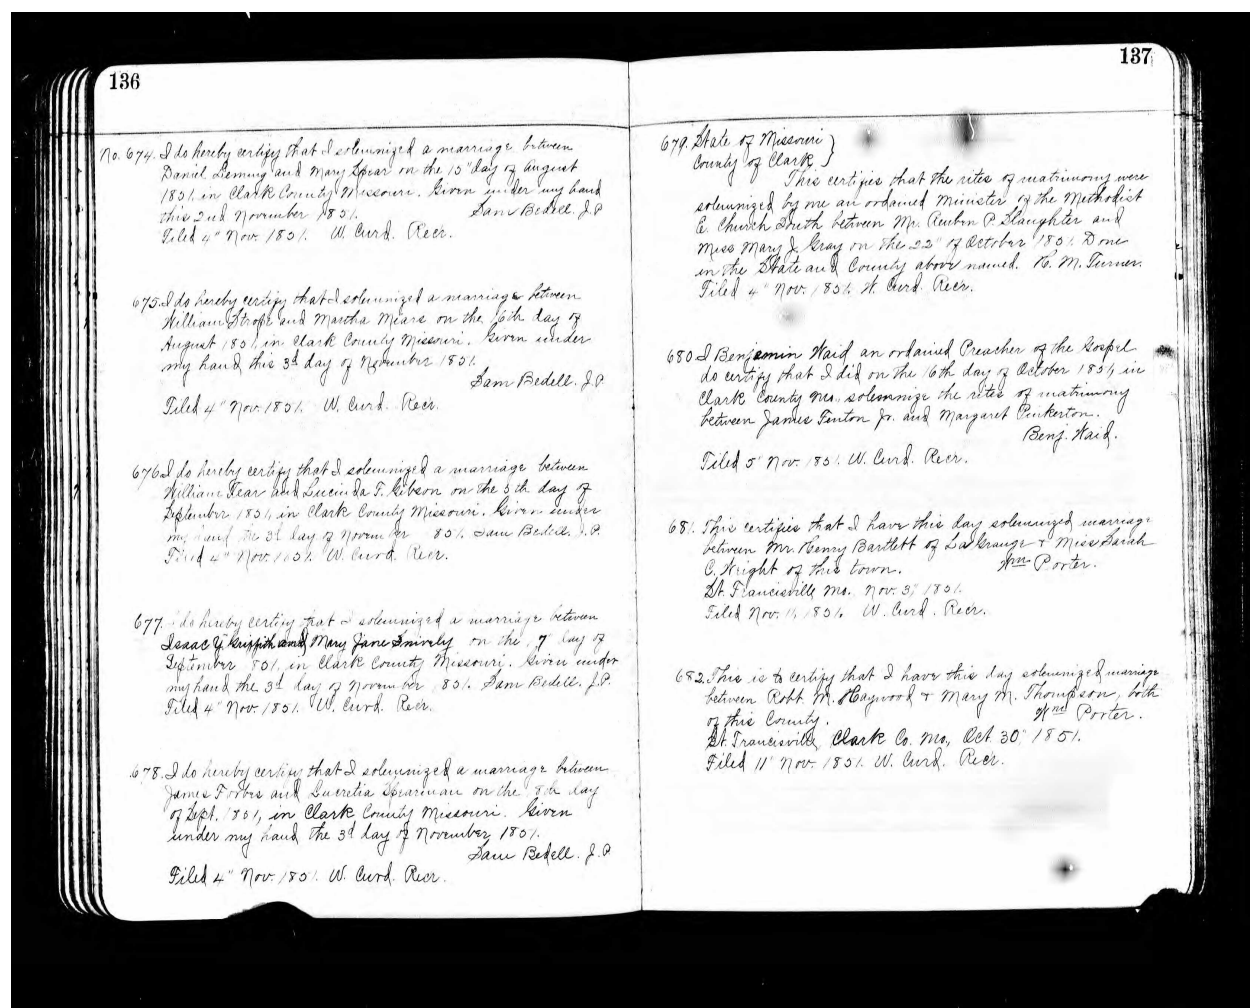 136
No. 674. I do hereby certify that I solemnized a marriage between
Daniel Leming and Mary Spear on the 15" day of August
1851, in Clark County Missouri. Given under my hand
this 2nd November 1851. Sam Bedell. J.P.
Filed 4" Nov. 1851. W. Curd. Recr.
675. I do hereby certify that I solemnized a marriage between
William Strope and Martha Mears on the 16th day of
August 1851, in Clark County Missouri. Given under
my hand this 3d day of November 1851.
Sam Bedell. J.P.
Filed 4" Nov. 1851. W. Curd. Recr.
676. I do hereby certify that I solemnized a marriage between
William Fear and Lucinda T. Gibson on the 5th day of
September 1851, in Clark County Missouri. Given under
my hand the 3d day of November 1851. Sam Bedell. J.P.
Filed 4" Nov. 1851. W. Curd. Recr.
677. I do hereby certify that I solemnized a marriage between
Isaac Y. Griffith and Mary Jane Snively on the 7" day of
September 1851, in Clark County Missouri. Given under
my hand the 3d day of November 1851. Sam Bedell. J.P.
Filed 4" Nov. 1851. W. Curd. Recr.
678. I do hereby certify that I solemnized a marriage between
James Forbes and Lucretia Spearman on the 8th day
of Sept. 1851, in Clark County Missouri. Given
under my hand the 3d day of November, 1851.
Sam Bedell. J.P.
Filed 4" Nov. 1851. W. Curd. Recr.
137
679. State of Missouri }
County of Clark }
This certifies that the rites of matrimony were
solemnized by me an ordained minister of the Methodist
E. Church South between Mr. Reuben P. Slaughter and
Miss Mary J. Gray on the 22" of October 1851. Done
in the State and County above named. H. M. Turner.
Filed 4" Nov. 1851. W. Curd. Recr.
680. I Benjamin Waid an ordained Preacher of the Gospel
do certify that I did on the 16th day of October 1851, in
Clark County Mo., solemnize the rites of matrimony
between James Fenton Jr. and Margaret Pinkerton.
Benj. Waid.
Filed 5" Nov. 1851. W. Curd. Recr.
681. This certifies that I have this day solemnized marriage
between Mr. Henry Bartlett of La Grange & Miss Sarah
C. Wright of this town. Wm Porter.
St. Francisville, Mo. Nov. 3, 1851.
Filed Nov. 11, 1851. W. Curd. Recr.
682. This is to certify that I have this day solemnized marriage
between Robt. M. Haywood & Mary M. Thompson, both
of this County. Wm Porter.
St. Francisville, Clark Co. Mo., Oct. 30" 1851.
Filed 11" Nov. 1851. W. Curd. Recr.